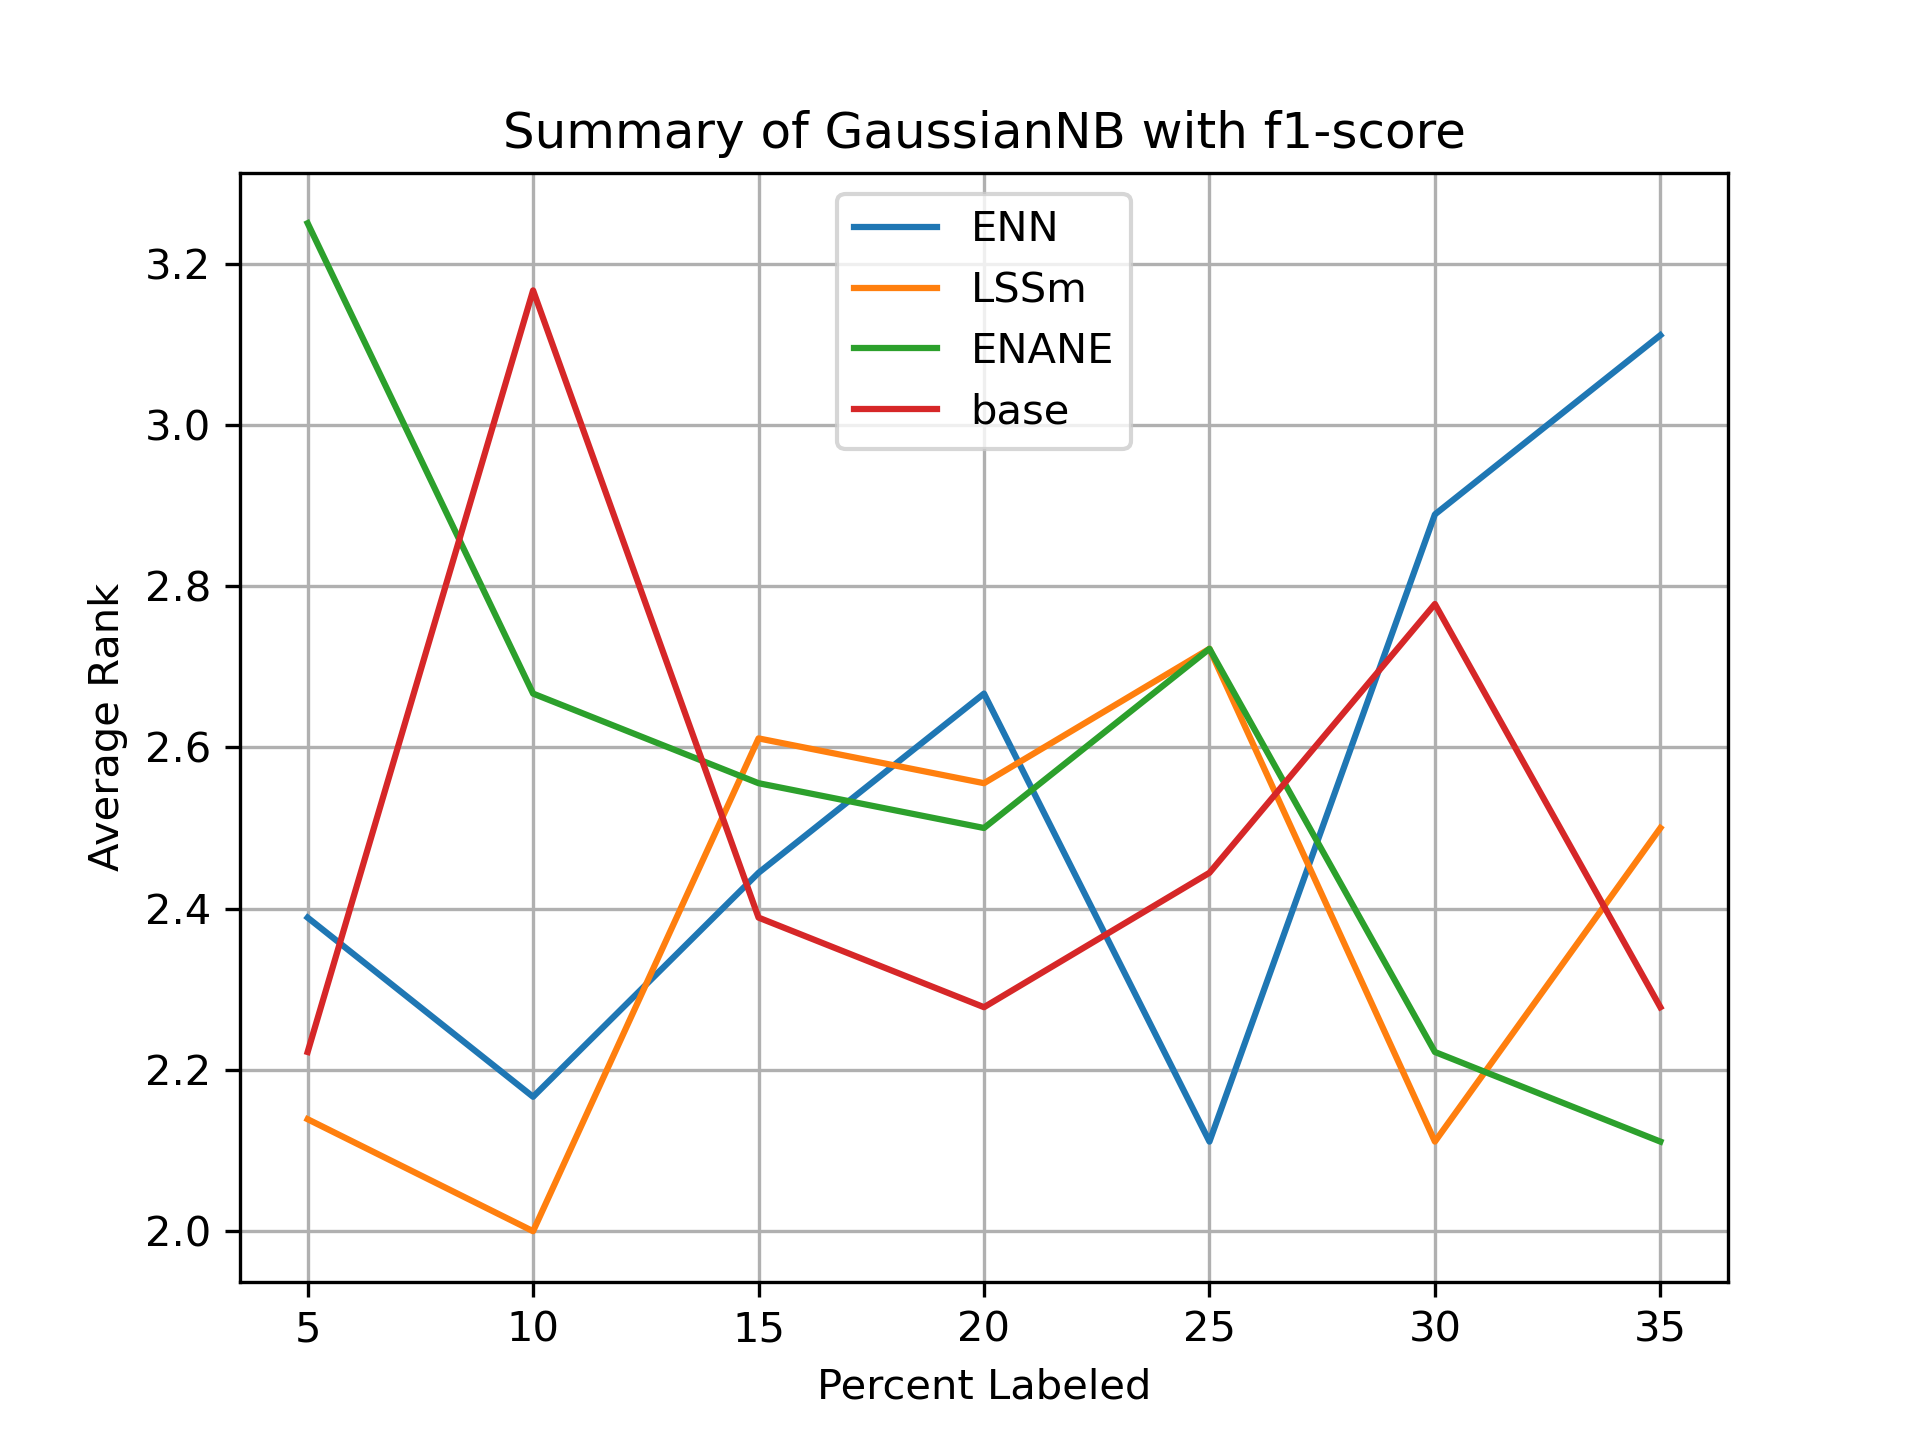 Summary of GaussianNB with f1-score
ENN
LSSm
ENANE
base
Average Rank
3.2
3.0
2.8
2.6
2.4
2.2
2.0
5 10 15 20 25 30 35
Percent Labeled